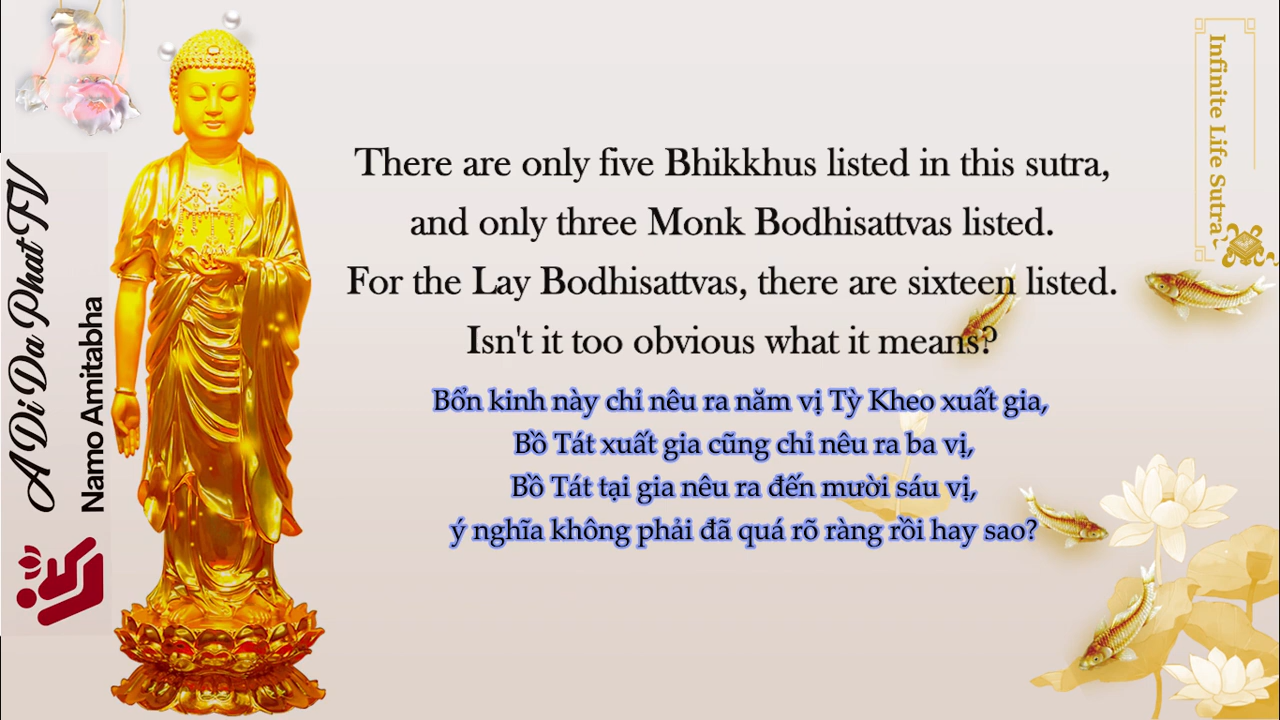 A Di Da Phat TV
Namo Amitabha
There are only five Bhikkhus listed in this sutra,
and only three Monk Bodhisattvas listed.
For the Lay Bodhisattvas, there are sixteen listed.
Isn't it too obvious what it means?
Bổn kinh này chỉ nêu ra năm vị Tỳ Kheo xuất gia,
Bồ Tát xuất gia cũng chỉ nêu ra ba vị,
Bồ Tát tại gia nêu ra đến mười sáu vị,
ý nghĩa không phải đã quá rõ ràng rồi hay sao?
Infinite Life Sutra